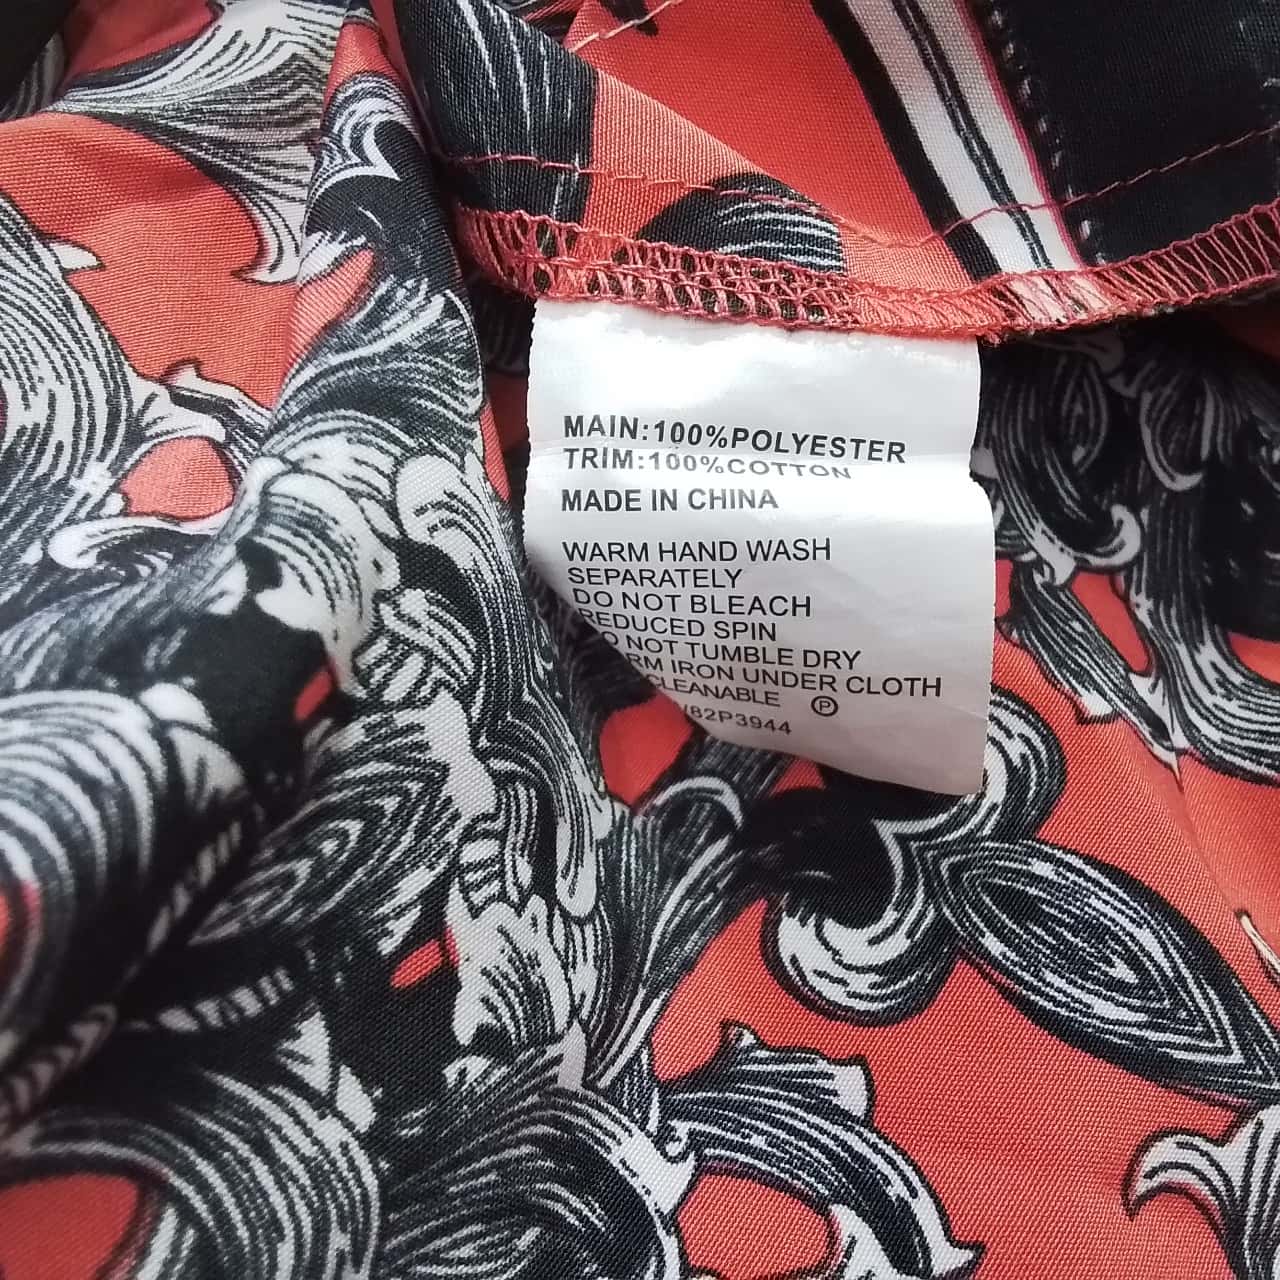 MAIN:100%POLYESTER
TRIM:100%COTTON
MADE IN CHINA
WARM HAND WASH
SEPARATELY
DO NOT BLEACH
REDUCED SPIN
NOT TUMBLE DRY
IRON UNDER CLOTH
CLEANABLE Ⓟ
/82P3944